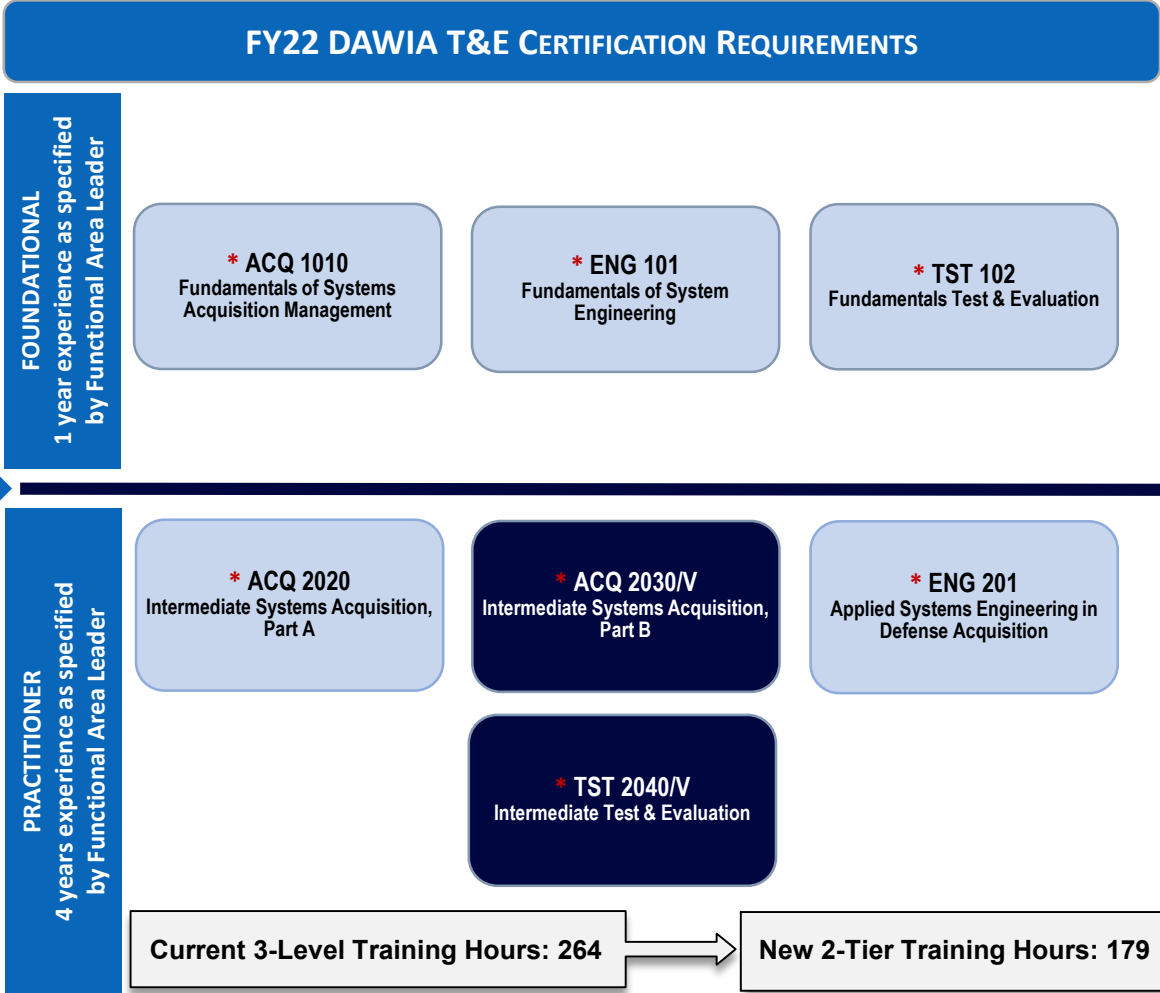 FY22 DAWIA T&E CERTIFICATION REQUIREMENTS
FOUNDATIONAL
1 year experience as specified
by Functional Area Leader
* ACQ 1010
Fundamentals of Systems
Acquisition Management
* ENG 101
Fundamentals of System
Engineering
* TST 102
Fundamentals Test & Evaluation
PRACTITIONER
4 years experience as specified
by Functional Area Leader
* ACQ 2020
Intermediate Systems Acquisition,
Part A
* ACQ 2030/V
Intermediate Systems Acquisition,
Part B
* ENG 201
Applied Systems Engineering in
Defense Acquisition
* TST 2040/V
Intermediate Test & Evaluation
Current 3-Level Training Hours: 264
New 2-Tier Training Hours: 179